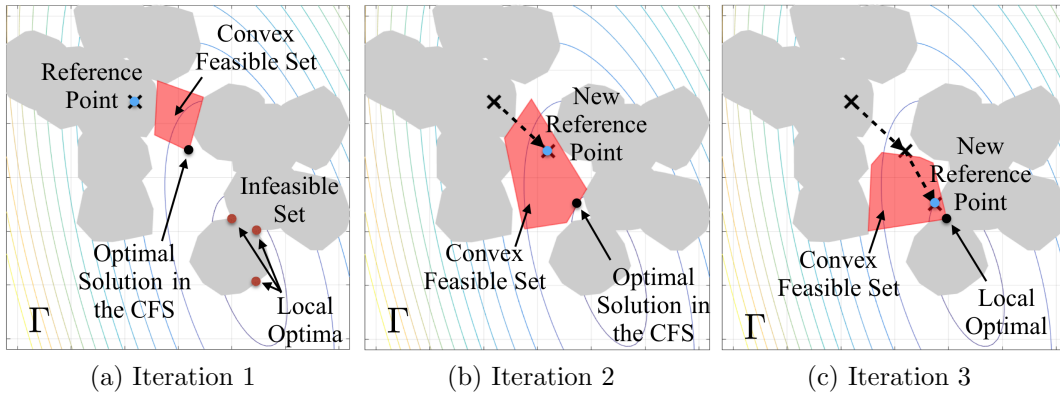 Convex
Feasible Set
Reference
Point
Infeasible
Set
Optimal
Solution in
the CFS
Local
Optima
Γ
(a) Iteration 1
New
Reference
Point
Convex
Feasible Set
Optimal
Solution in
the CFS
Γ
(b) Iteration 2
New
Reference
Point
Convex
Feasible Set
Local
Optimal
Γ
(c) Iteration 3